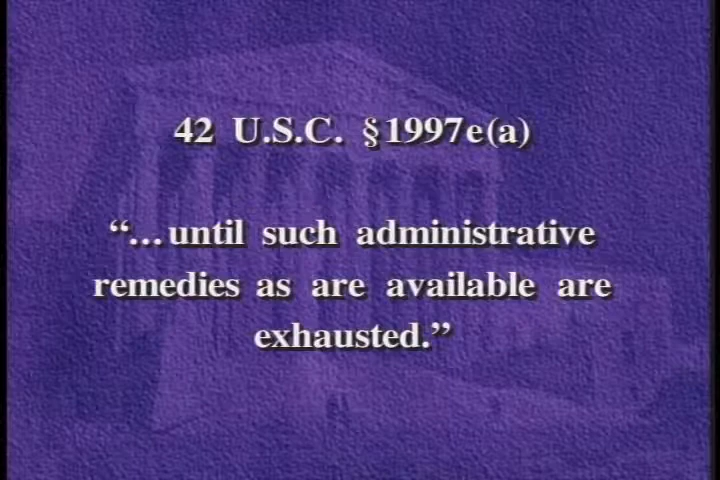 42 U.S.C. §1997e(a)
“...until such administrative
remedies as are available are
exhausted.”